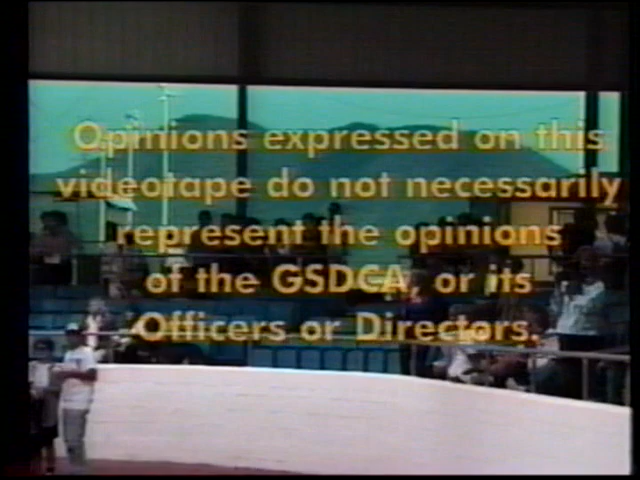 Opinions expressed on this
videotape do not necessarily
represent the opinions
of the GSDCA, or its
Officers or Directors.